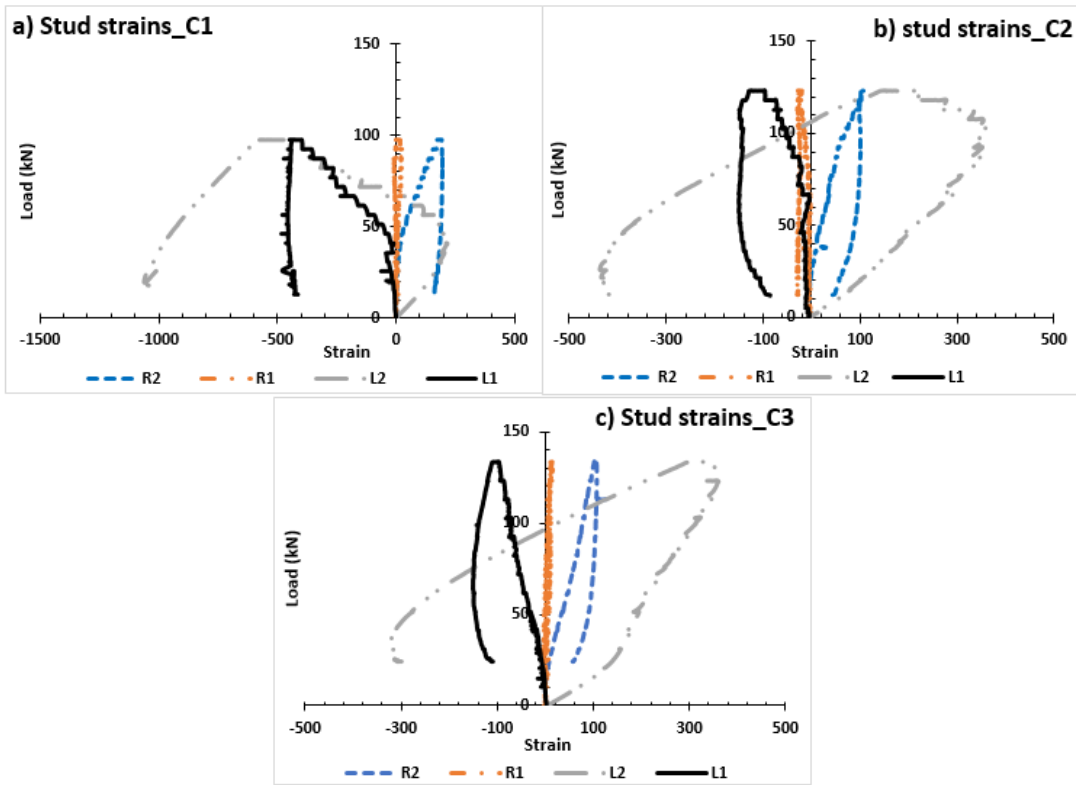 a) Stud strains_C1
150
100
50
0
Load (kN)
-1500 -1000 -500 0 500
Strain
R2 R1 L2 L1
b) stud strains_C2
150
100
50
0
Load (kN)
-500 -300 -100 100 300 500
Strain
R2 R1 L2 L1
c) Stud strains_C3
150
100
50
0
Load (kN)
-500 -300 -100 100 300 500
Strain
R2 R1 L2 L1